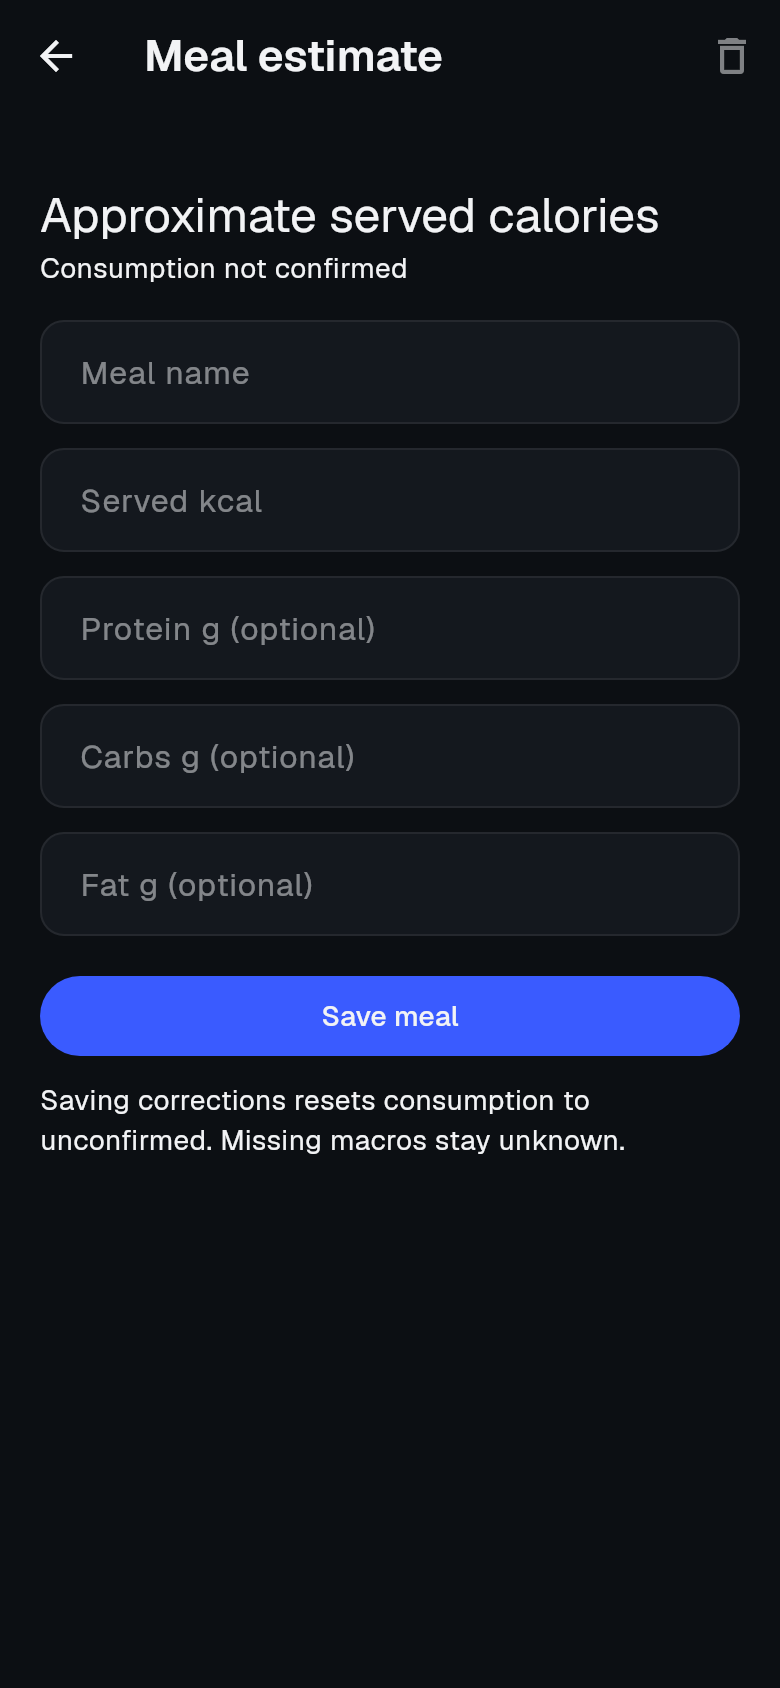 Meal estimate
Approximate served calories
Consumption not confirmed
Meal name
Served kcal
Protein g (optional)
Carbs g (optional)
Fat g (optional)
Save meal
Saving corrections resets consumption to
unconfirmed. Missing macros stay unknown.